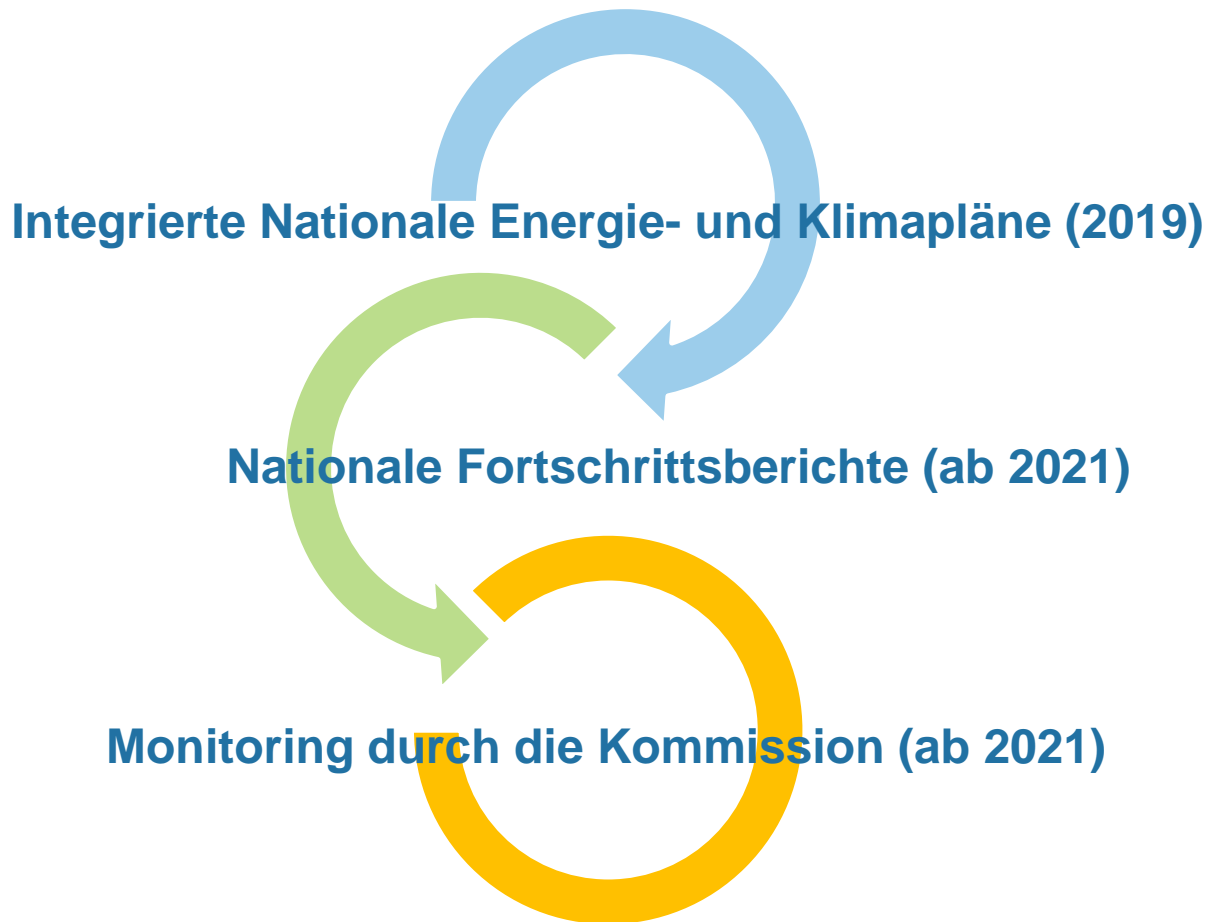 Integrierte Nationale Energie- und Klimapläne (2019)
Nationale Fortschrittsberichte (ab 2021)
Monitoring durch die Kommission (ab 2021)